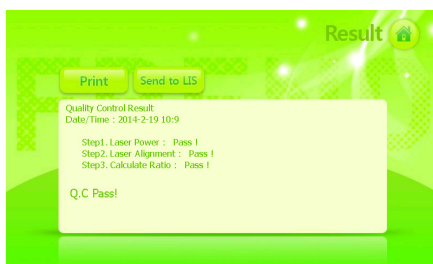 Result
Print
Send to LIS
Quality Control Result
Date/Time : 2014-2-19 10:9
Step1. Laser Power : Pass !
Step2. Laser Alignment : Pass !
Step3. Calculate Ratio : Pass !
Q.C Pass!